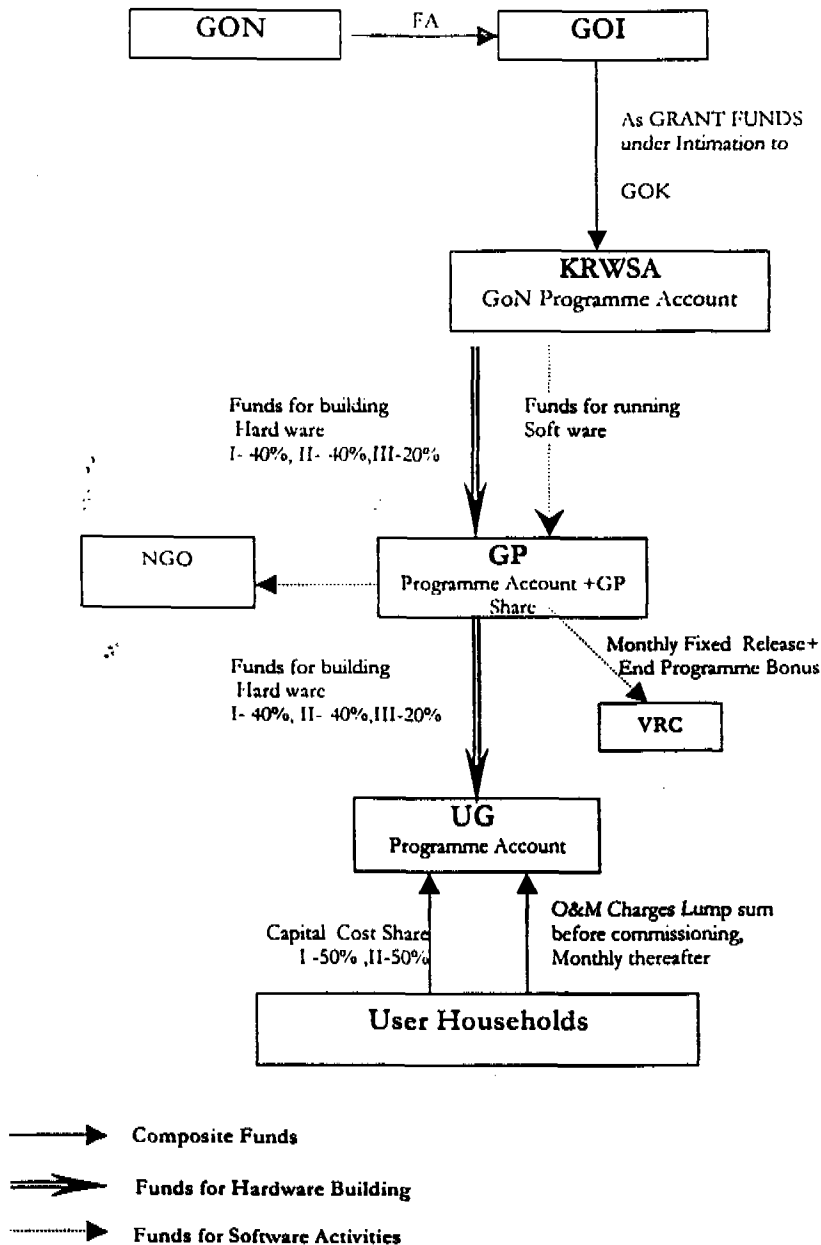 GON
FA
GOI
As GRANT FUNDS
under Intimation to
GOK
KRWSA
GoN Programme Account
Funds for building
Hard ware
I- 40%, II- 40%,III-20%
Funds for running
Soft ware
NGO
GP
Programme Account +GP
Share
Monthly Fixed Release+
End Programme Bonus
VRC
Funds for building
Hard ware
I- 40%, II- 40%,III-20%
UG
Programme Account
Capital Cost Share
I -50% ,II-50%
O&M Charges Lump sum
before commissioning,
Monthly thereafter
User Households
Composite Funds
Funds for Hardware Building
Funds for Software Activities